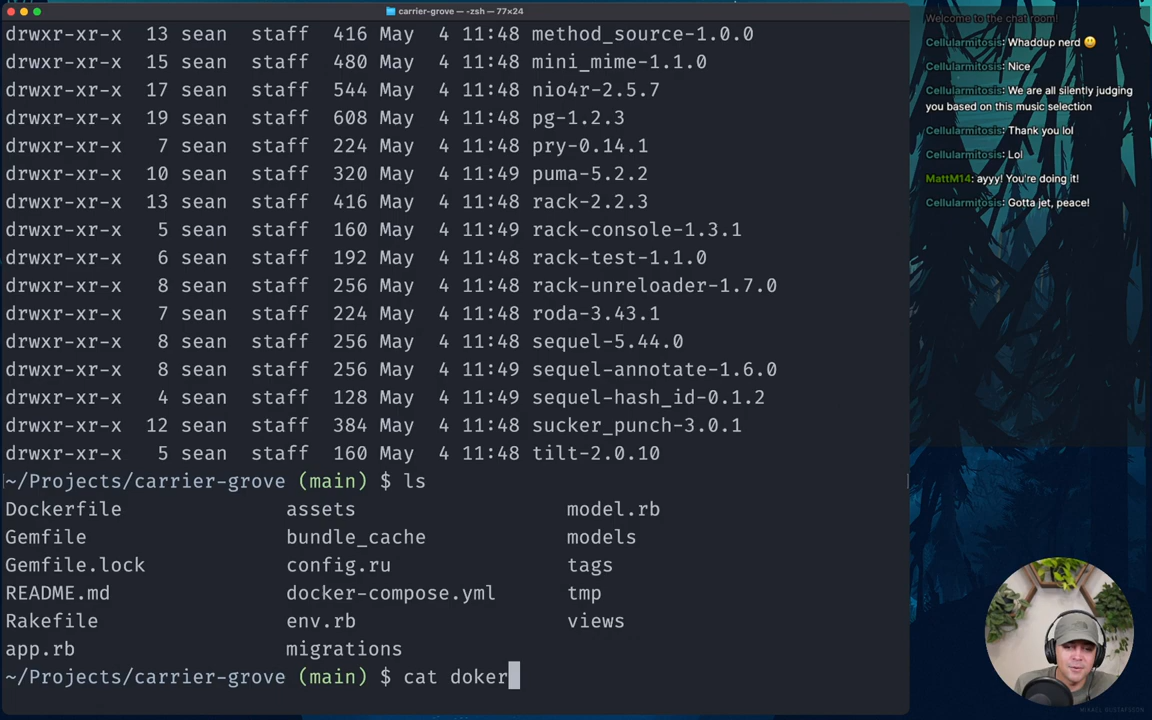 carrier-grove — -zsh — 77×24
drwxr-xr-x 13 sean staff 416 May 4 11:48 method_source-1.0.0
drwxr-xr-x 15 sean staff 480 May 4 11:48 mini_mime-1.1.0
drwxr-xr-x 17 sean staff 544 May 4 11:48 nio4r-2.5.7
drwxr-xr-x 19 sean staff 608 May 4 11:48 pg-1.2.3
drwxr-xr-x 7 sean staff 224 May 4 11:48 pry-0.14.1
drwxr-xr-x 10 sean staff 320 May 4 11:49 puma-5.2.2
drwxr-xr-x 13 sean staff 416 May 4 11:48 rack-2.2.3
drwxr-xr-x 5 sean staff 160 May 4 11:49 rack-console-1.3.1
drwxr-xr-x 6 sean staff 192 May 4 11:48 rack-test-1.1.0
drwxr-xr-x 8 sean staff 256 May 4 11:48 rack-unreloader-1.7.0
drwxr-xr-x 7 sean staff 224 May 4 11:48 roda-3.43.1
drwxr-xr-x 8 sean staff 256 May 4 11:48 sequel-5.44.0
drwxr-xr-x 8 sean staff 256 May 4 11:49 sequel-annotate-1.6.0
drwxr-xr-x 4 sean staff 128 May 4 11:49 sequel-hash_id-0.1.2
drwxr-xr-x 12 sean staff 384 May 4 11:48 sucker_punch-3.0.1
drwxr-xr-x 5 sean staff 160 May 4 11:48 tilt-2.0.10
~/Projects/carrier-grove (main) $ ls
Dockerfile assets model.rb
Gemfile bundle_cache models
Gemfile.lock config.ru tags
README.md docker-compose.yml tmp
Rakefile env.rb views
app.rb migrations
~/Projects/carrier-grove (main) $ cat doker
Welcome to the chat room!
Cellularmitosis: Whaddup nerd 😃
Cellularmitosis: Nice
Cellularmitosis: We are all silently judging
you based on this music selection
Cellularmitosis: Thank you lol
Cellularmitosis: Lol
MattM14: ayyy! You're doing it!
Cellularmitosis: Gotta jet, peace!
MIKAEL GUSTAFSSON